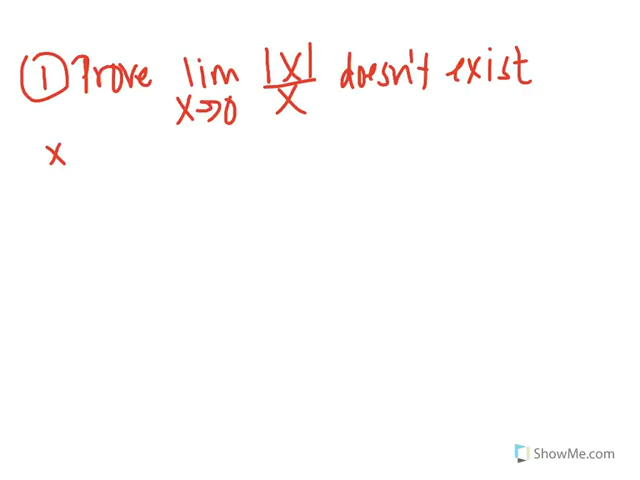 ① Prove lim x→0 |x|/x doesn't exist
x
ShowMe.com